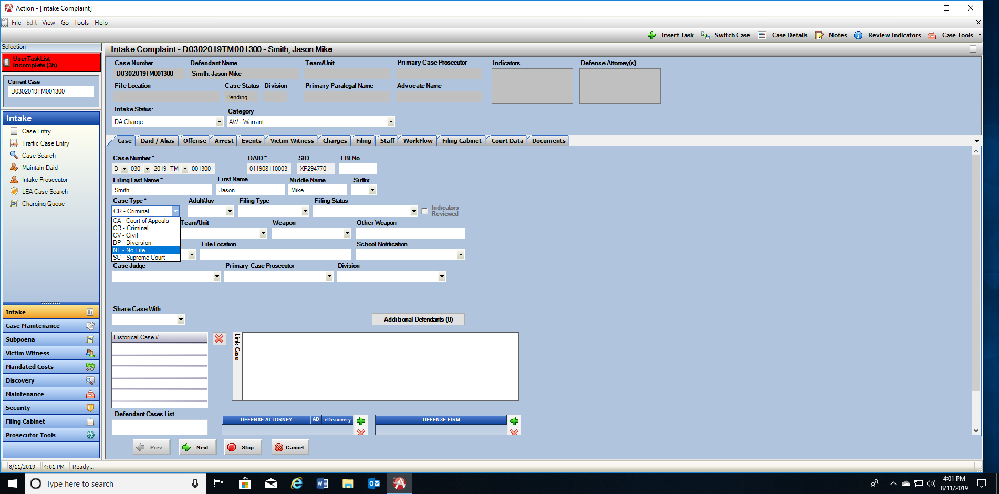 Action - [Intake Complaint]
File Edit View Go Tools Help
Insert Task Switch Case Case Details Notes Review Indicators Case Tools
Selection
UserTaskList
Incomplete (35)
Current Case
D0302019TM001300
Intake
Case Entry
Traffic Case Entry
Case Search
Maintain Daid
Intake Prosecutor
LEA Case Search
Charging Queue
Intake
Case Maintenance
Subpoena
Victim Witness
Mandated Costs
Discovery
Maintenance
Security
Filing Cabinet
Prosecutor Tools
Intake Complaint - D0302019TM001300 - Smith, Jason Mike
Case Number Defendant Name Team/Unit Primary Case Prosecutor Indicators Defense Attorney(s)
D0302019TM001300 Smith, Jason Mike
File Location Case Status Division Primary Paralegal Name Advocate Name
Pending
Intake Status: Category
DA Charge AW - Warrant
Case Daid / Alias Offense Arrest Events Victim Witness Charges Filing Staff WorkFlow Filing Cabinet Court Data Documents
Case Number * DAID * SID FBI No
D 030 2019 TM 001300 011908110003 XF294770
Filing Last Name * First Name Middle Name Suffix
Smith Jason Mike
Case Type * Adult/Juv Filing Type Filing Status
CR - Criminal Indicators
Reviewed
CA - Court of Appeals
CR - Criminal
CV - Civil
DP - Diversion
NF - No File
SC - Supreme Court
Team/Unit Weapon Other Weapon
File Location School Notification
Case Judge Primary Case Prosecutor Division
Share Case With:
Additional Defendants (0)
Historical Case #
Link Case
Defendant Cases List
DEFENSE ATTORNEY AD eDiscovery DEFENSE FIRM
Prev Next Stop Cancel
8/11/2019 4:01 PM Ready...
Type here to search
4:01 PM
8/11/2019